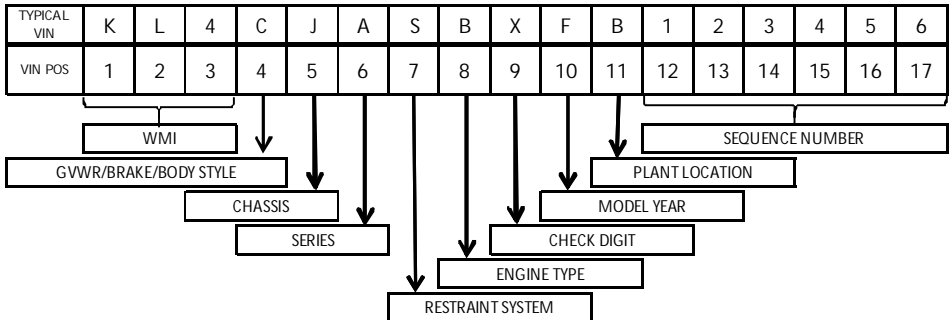 TYPICAL VIN K L 4 C J A S B X F B 1 2 3 4 5 6
VIN POS 1 2 3 4 5 6 7 8 9 10 11 12 13 14 15 16 17
WMI SEQUENCE NUMBER
GVWR/BRAKE/BODY STYLE PLANT LOCATION
CHASSIS MODEL YEAR
SERIES CHECK DIGIT
ENGINE TYPE
RESTRAINT SYSTEM